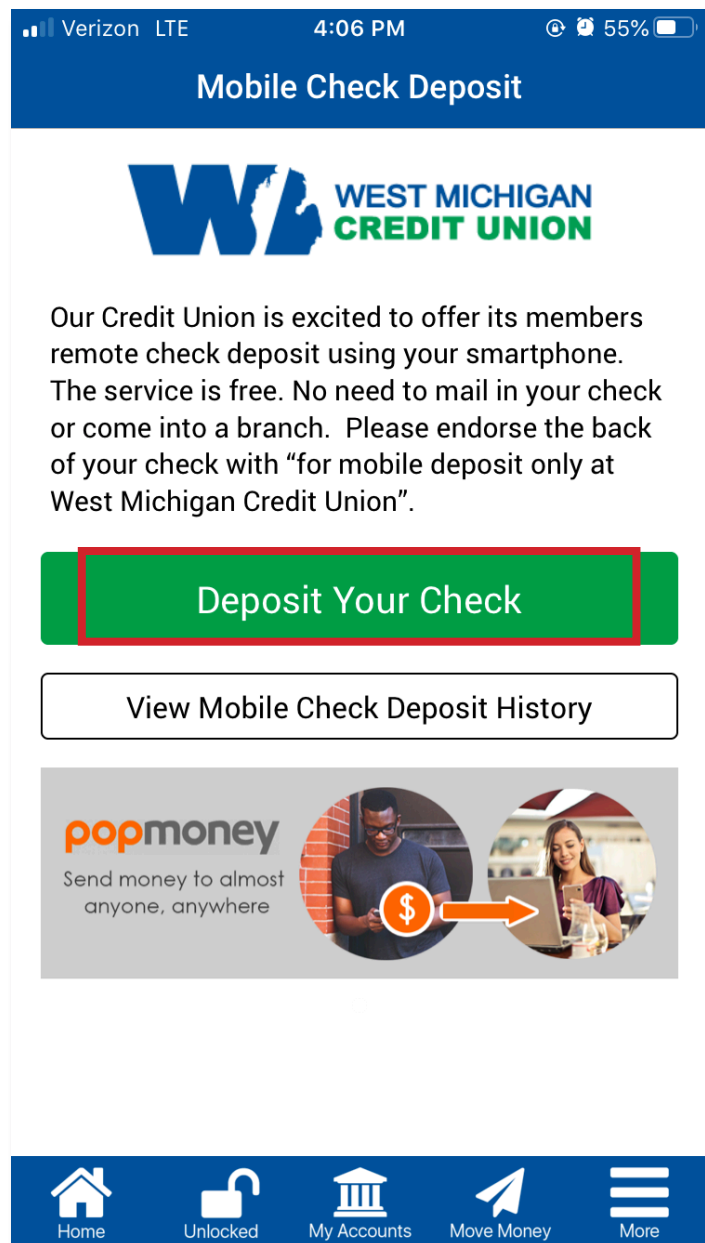 Verizon LTE 4:06 PM 55%
Mobile Check Deposit
WEST MICHIGAN
CREDIT UNION
Our Credit Union is excited to offer its members
remote check deposit using your smartphone.
The service is free. No need to mail in your check
or come into a branch.  Please endorse the back
of your check with “for mobile deposit only at
West Michigan Credit Union”.
Deposit Your Check
View Mobile Check Deposit History
popmoney
Send money to almost
anyone, anywhere
$
Home Unlocked My Accounts Move Money More